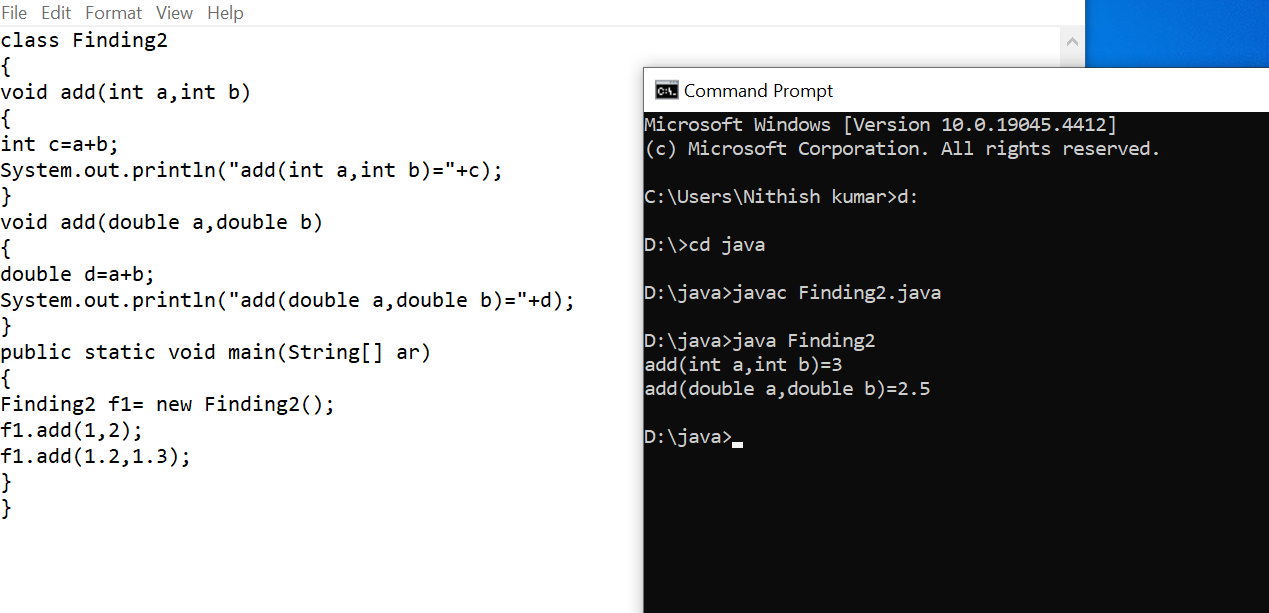 File Edit Format View Help
class Finding2
{
void add(int a,int b)
{
int c=a+b;
System.out.println("add(int a,int b)="+c);
}
void add(double a,double b)
{
double d=a+b;
System.out.println("add(double a,double b)="+d);
}
public static void main(String[] ar)
{
Finding2 f1= new Finding2();
f1.add(1,2);
f1.add(1.2,1.3);
}
}
C:\.
Command Prompt
Microsoft Windows [Version 10.0.19045.4412]
(c) Microsoft Corporation. All rights reserved.
C:\Users\Nithish kumar>d:
D:\>cd java
D:\java>javac Finding2.java
D:\java>java Finding2
add(int a,int b)=3
add(double a,double b)=2.5
D:\java>